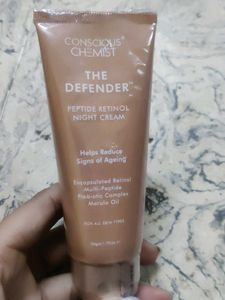 CONSCIOUS
CHEMIST
THE
DEFENDER™
PEPTIDE RETINOL
NIGHT CREAM
Helps Reduce
Signs of Ageing
Encapsulated Retinol
Multi-Peptide
Probiotic Complex
Marula Oil
FOR ALL SKIN TYPES